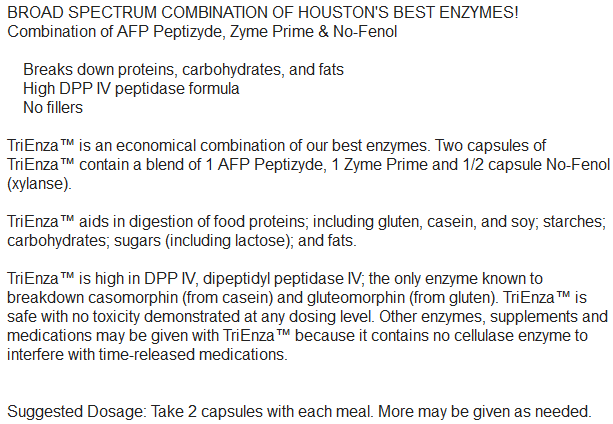 BROAD SPECTRUM COMBINATION OF HOUSTON'S BEST ENZYMES!
Combination of AFP Peptizyde, Zyme Prime & No-Fenol
Breaks down proteins, carbohydrates, and fats
High DPP IV peptidase formula
No fillers
TriEnza™ is an economical combination of our best enzymes. Two capsules of
TriEnza™ contain a blend of 1 AFP Peptizyde, 1 Zyme Prime and 1/2 capsule No-Fenol
(xylanse).
TriEnza™ aids in digestion of food proteins; including gluten, casein, and soy; starches;
carbohydrates; sugars (including lactose); and fats.
TriEnza™ is high in DPP IV, dipeptidyl peptidase IV; the only enzyme known to
breakdown casomorphin (from casein) and gluteomorphin (from gluten). TriEnza™ is
safe with no toxicity demonstrated at any dosing level. Other enzymes, supplements and
medications may be given with TriEnza™ because it contains no cellulase enzyme to
interfere with time-released medications.
Suggested Dosage: Take 2 capsules with each meal. More may be given as needed.